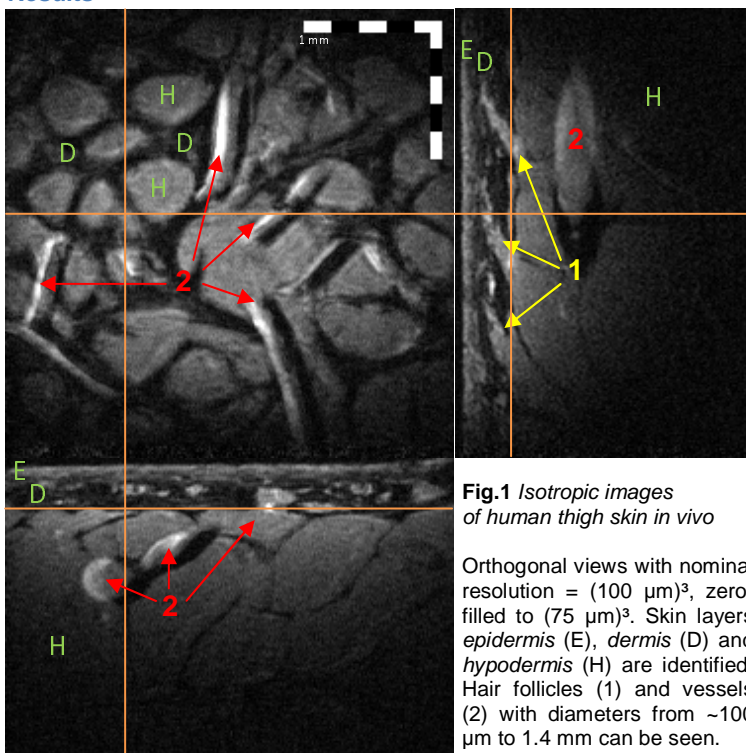 Results
1 mm
H
D
D
H
2
E
D
H
2
1
E
D
2
H
Fig.1 Isotropic images
of human thigh skin in vivo
Orthogonal views with nomina
resolution = (100 µm)³, zero
filled to (75 µm)³. Skin layers
epidermis (E), dermis (D) and
hypodermis (H) are identified
Hair follicles (1) and vessels
(2) with diameters from ~100
µm to 1.4 mm can be seen.